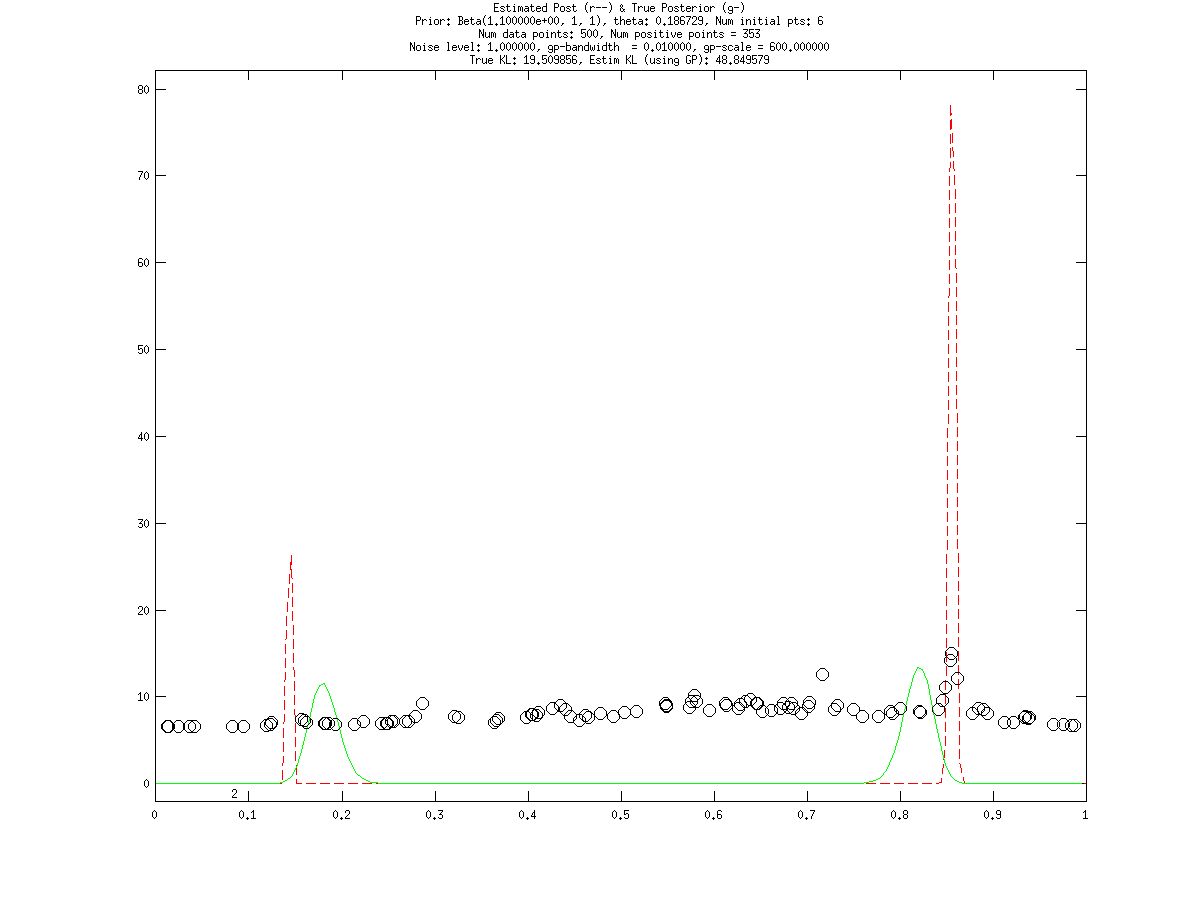 Estimated Post (r--) & True Posterior (g-)
Prior: Beta(1.100000e+00, 1, 1), theta: 0.186729, Num initial pts: 6
Num data points: 500, Num positive points = 353
Noise level: 1.000000, gp-bandwidth  = 0.010000, gp-scale = 600.000000
True KL: 19.509856, Estim KL (using GP): 48.849579
80
70
60
50
40
30
20
10
0
2
0 0.1 0.2 0.3 0.4 0.5 0.6 0.7 0.8 0.9 1